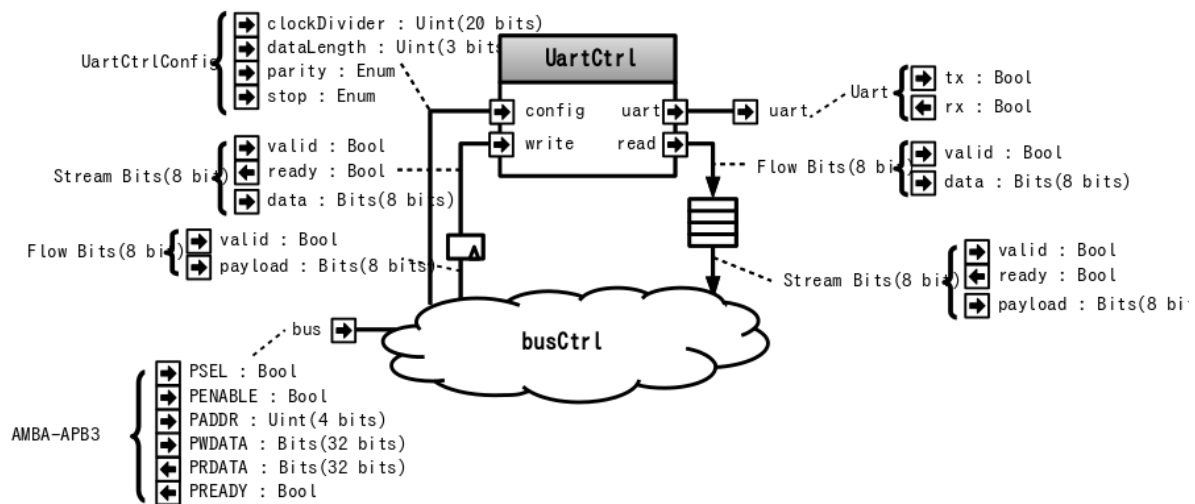 UartCtrlConfig
clockDivider : Uint(20 bits)
dataLength : Uint(3 bits
parity : Enum
stop : Enum
UartCtrl
config
uart
write
read
uart
Uart
tx : Bool
rx : Bool
Stream Bits(8 bit)
valid : Bool
ready : Bool
data : Bits(8 bits)
Flow Bits(8 bit)
valid : Bool
data : Bits(8 bits)
Flow Bits(8 bit)
valid : Bool
payload : Bits(8 bits)
Stream Bits(8 bit)
valid : Bool
ready : Bool
payload : Bits(8 bit
bus
busCtrl
AMBA-APB3
PSEL : Bool
PENABLE : Bool
PADDR : Uint(4 bits)
PWDATA : Bits(32 bits)
PRDATA : Bits(32 bits)
PREADY : Bool